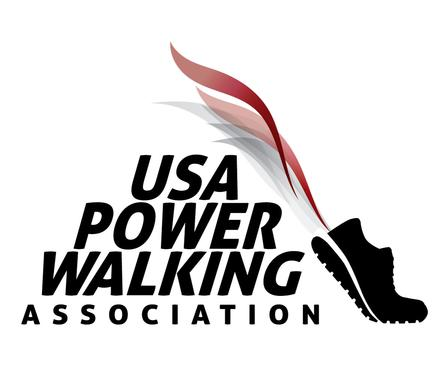 USA
POWER
WALKING
ASSOCIATION